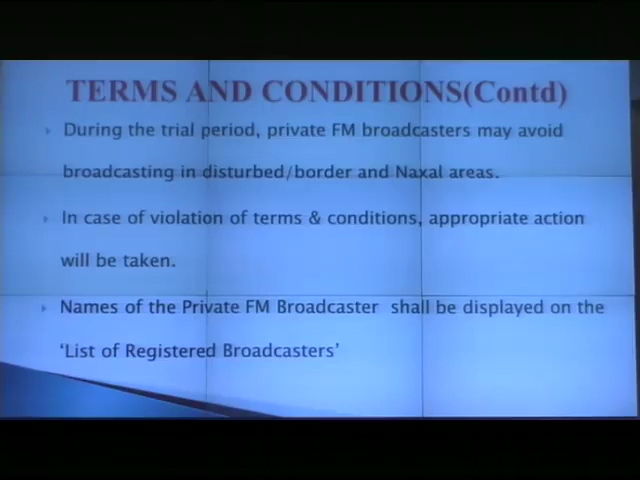 TERMS AND CONDITIONS(Contd)
During the trial period, private FM broadcasters may avoid
broadcasting in disturbed/border and Naxal areas.
In case of violation of terms & conditions, appropriate action
will be taken.
Names of the Private FM Broadcaster shall be displayed on the
‘List of Registered Broadcasters’